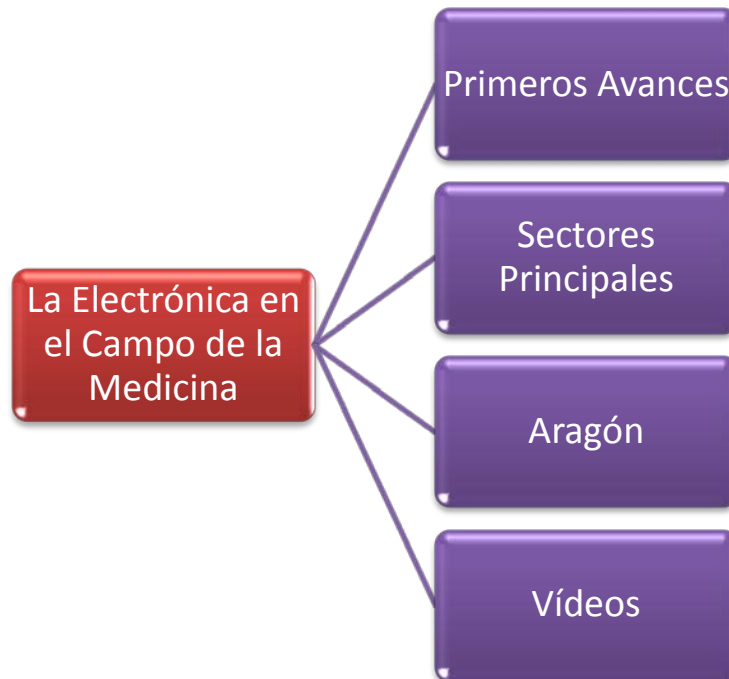 Primeros Avances
Sectores
Principales
La Electrónica en
el Campo de la
Medicina
Aragón
Vídeos